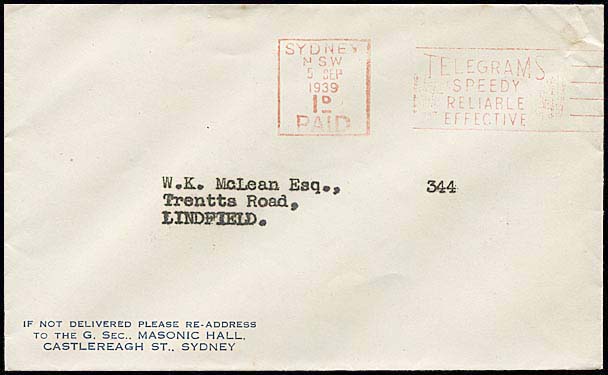 SYDNEY
NSW
5 SEP
1939
1D
PAID
TELEGRAMS
SPEEDY
RELIABLE
EFFECTIVE
W.K. McLean Esq., 344
Trentts Road,
LINDFIELD.
IF NOT DELIVERED PLEASE RE-ADDRESS
TO THE G. SEC., MASONIC HALL,
CASTLEREAGH ST., SYDNEY